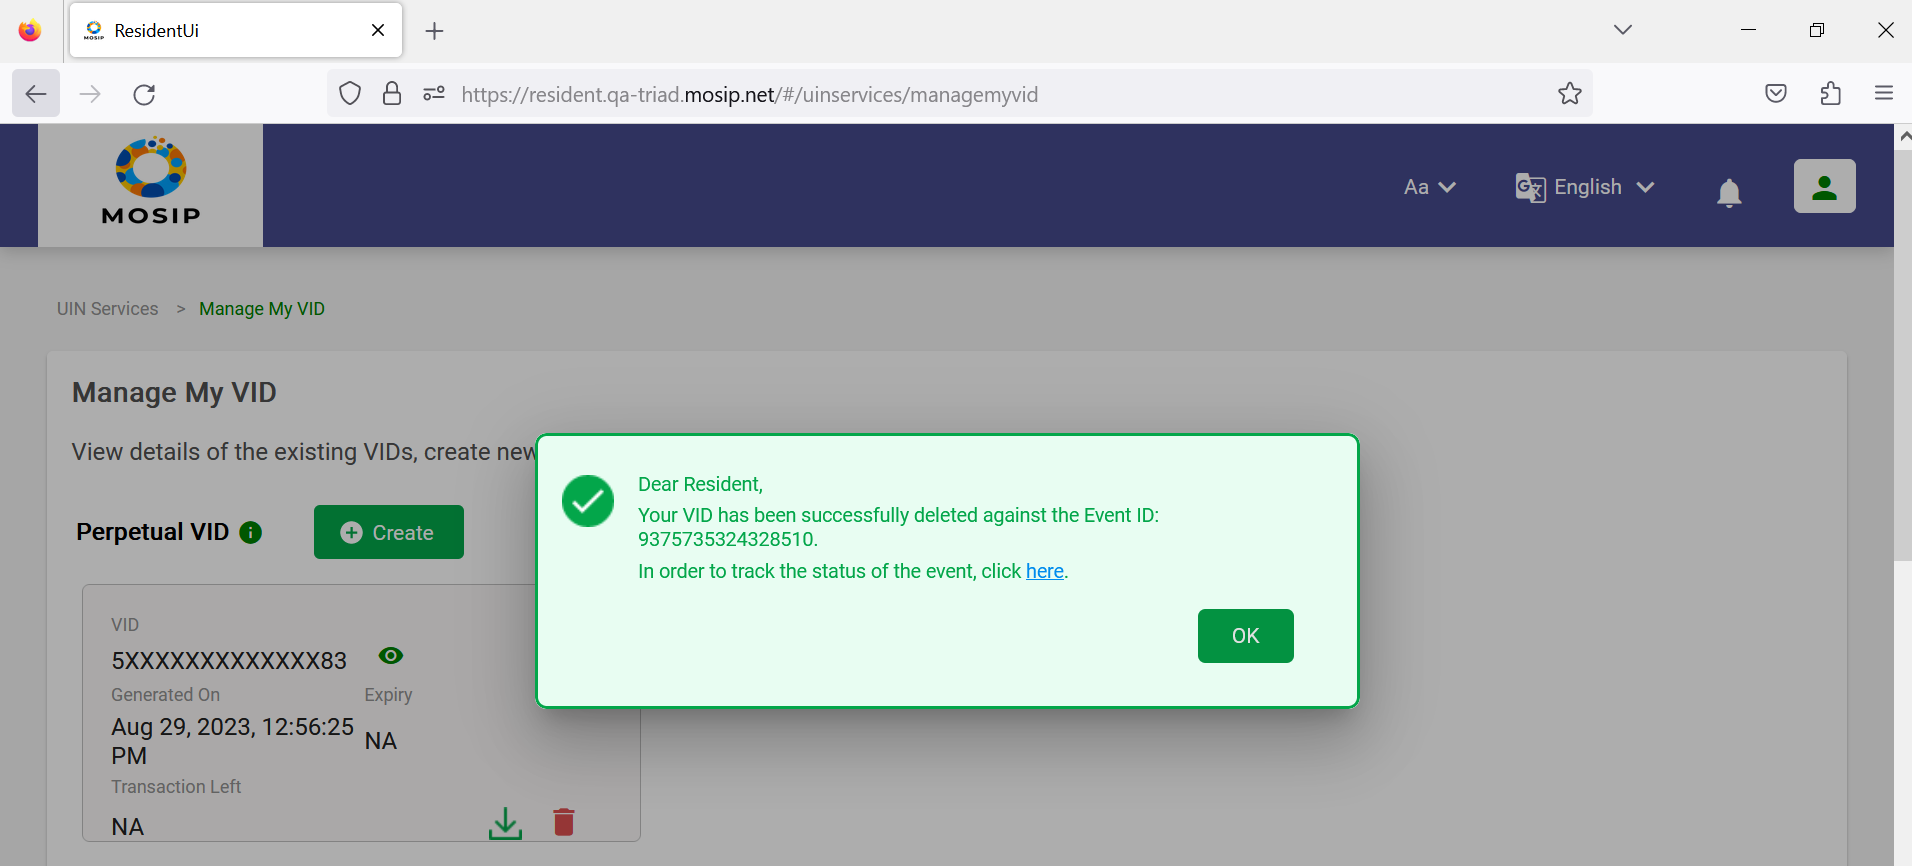 ResidentUi
https://resident.qa-triad.mosip.net/#/uinservices/managemyvid
MOSIP
Aa
English
UIN Services > Manage My VID
Manage My VID
View details of the existing VIDs, create new
Perpetual VID
Create
VID
5XXXXXXXXXXXXX83
Generated On
Expiry
Aug 29, 2023, 12:56:25
PM
NA
Transaction Left
NA
Dear Resident,
Your VID has been successfully deleted against the Event ID:
9375735324328510.
In order to track the status of the event, click here.
OK